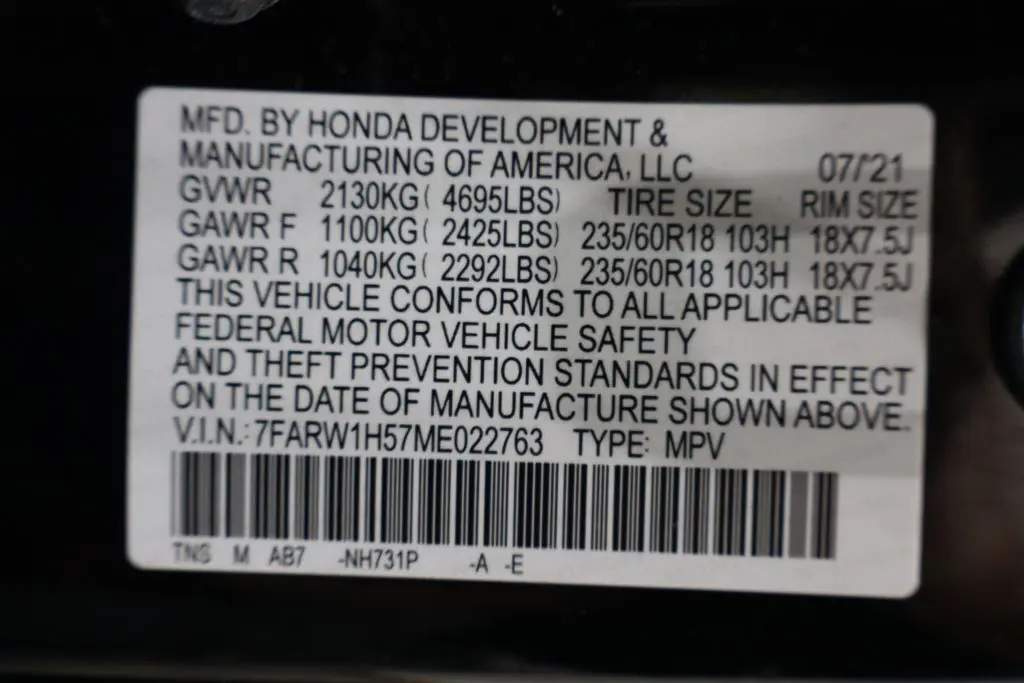 MFD. BY HONDA DEVELOPMENT &
MANUFACTURING OF AMERICA, LLC 07/'21
GVWR 2130KG( 4695LBS) TIRE SIZE RIM SIZE
GAWR F 1100KG( 2425LBS) 235/60R18 103H 18X7.5J
GAWR R 1040KG( 2292LBS) 235/60R18 103H 18X7.5J
THIS VEHICLE CONFORMS TO ALL APPLICABLE
FEDERAL MOTOR VEHICLE SAFETY
AND THEFT PREVENTION STANDARDS IN EFFECT
ON THE DATE OF MANUFACTURE SHOWN ABOVE.
V.I.N.: 7FARW1H57ME022763 TYPE: MPV
TNS M AB7 -NH731P -A -E